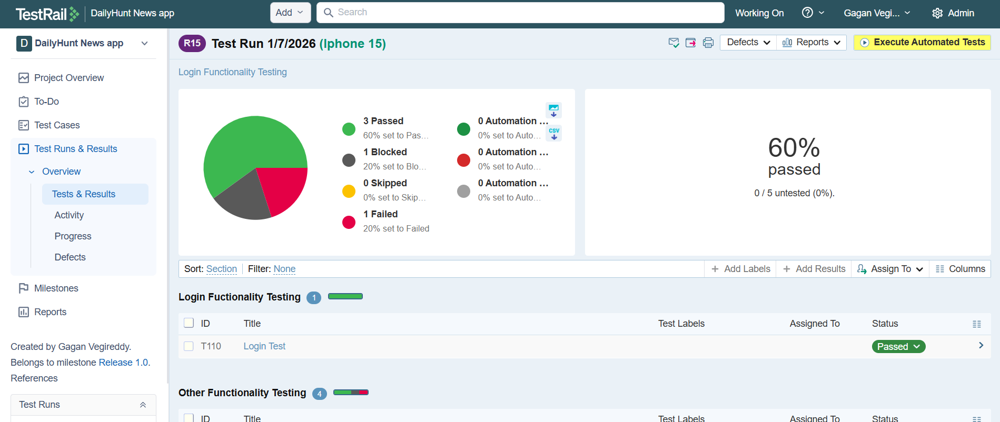 TestRail
DailyHunt News app
Add
Search
Working On
Gagan Vegi...
Admin
D DailyHunt News app
Project Overview
To-Do
Test Cases
Test Runs & Results
Overview
Tests & Results
Activity
Progress
Defects
Milestones
Reports
Created by Gagan Vegireddy.
Belongs to milestone Release 1.0.
References
Test Runs
R15 Test Run 1/7/2026 (Iphone 15)
Defects
Reports
Execute Automated Tests
Login Functionality Testing
3 Passed
60% set to Pas...
1 Blocked
20% set to Blo...
0 Skipped
0% set to Skip...
1 Failed
20% set to Failed
0 Automation ...
0% set to Auto...
0 Automation ...
0% set to Auto...
0 Automation ...
0% set to Auto...
CSV
60%
passed
0 / 5 untested (0%).
Sort: Section Filter: None
+ Add Labels
+ Add Results
Assign To
Columns
Login Fuctionality Testing 1
ID Title Test Labels Assigned To Status
T110 Login Test Passed
Other Functionality Testing 4
ID Title Test Labels Assigned To Status